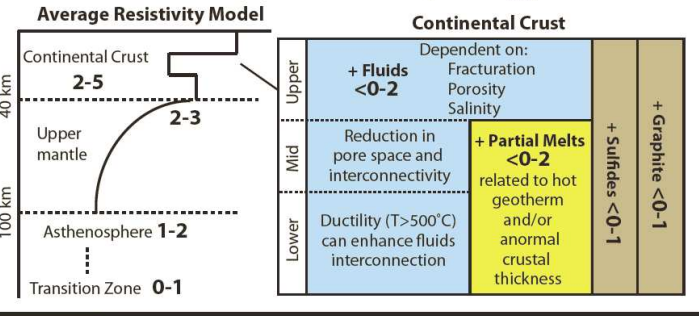 Average Resistivity Model
Continental Crust
2-5
40 km
2-3
Upper
mantle
100 km
Asthenosphere 1-2
Transition Zone 0-1
Continental Crust
Upper
+ Fluids
<0-2
Dependent on:
Fracturation
Porosity
Salinity
Mid
Reduction in
pore space and
interconnectivity
Lower
Ductility (T>500˚C)
can enhance fluids
interconnection
+ Partial Melts
<0-2
related to hot
geotherm
and/or
anormal
crustal
thickness
+ Sulfides <0-1
+ Graphite <0-1